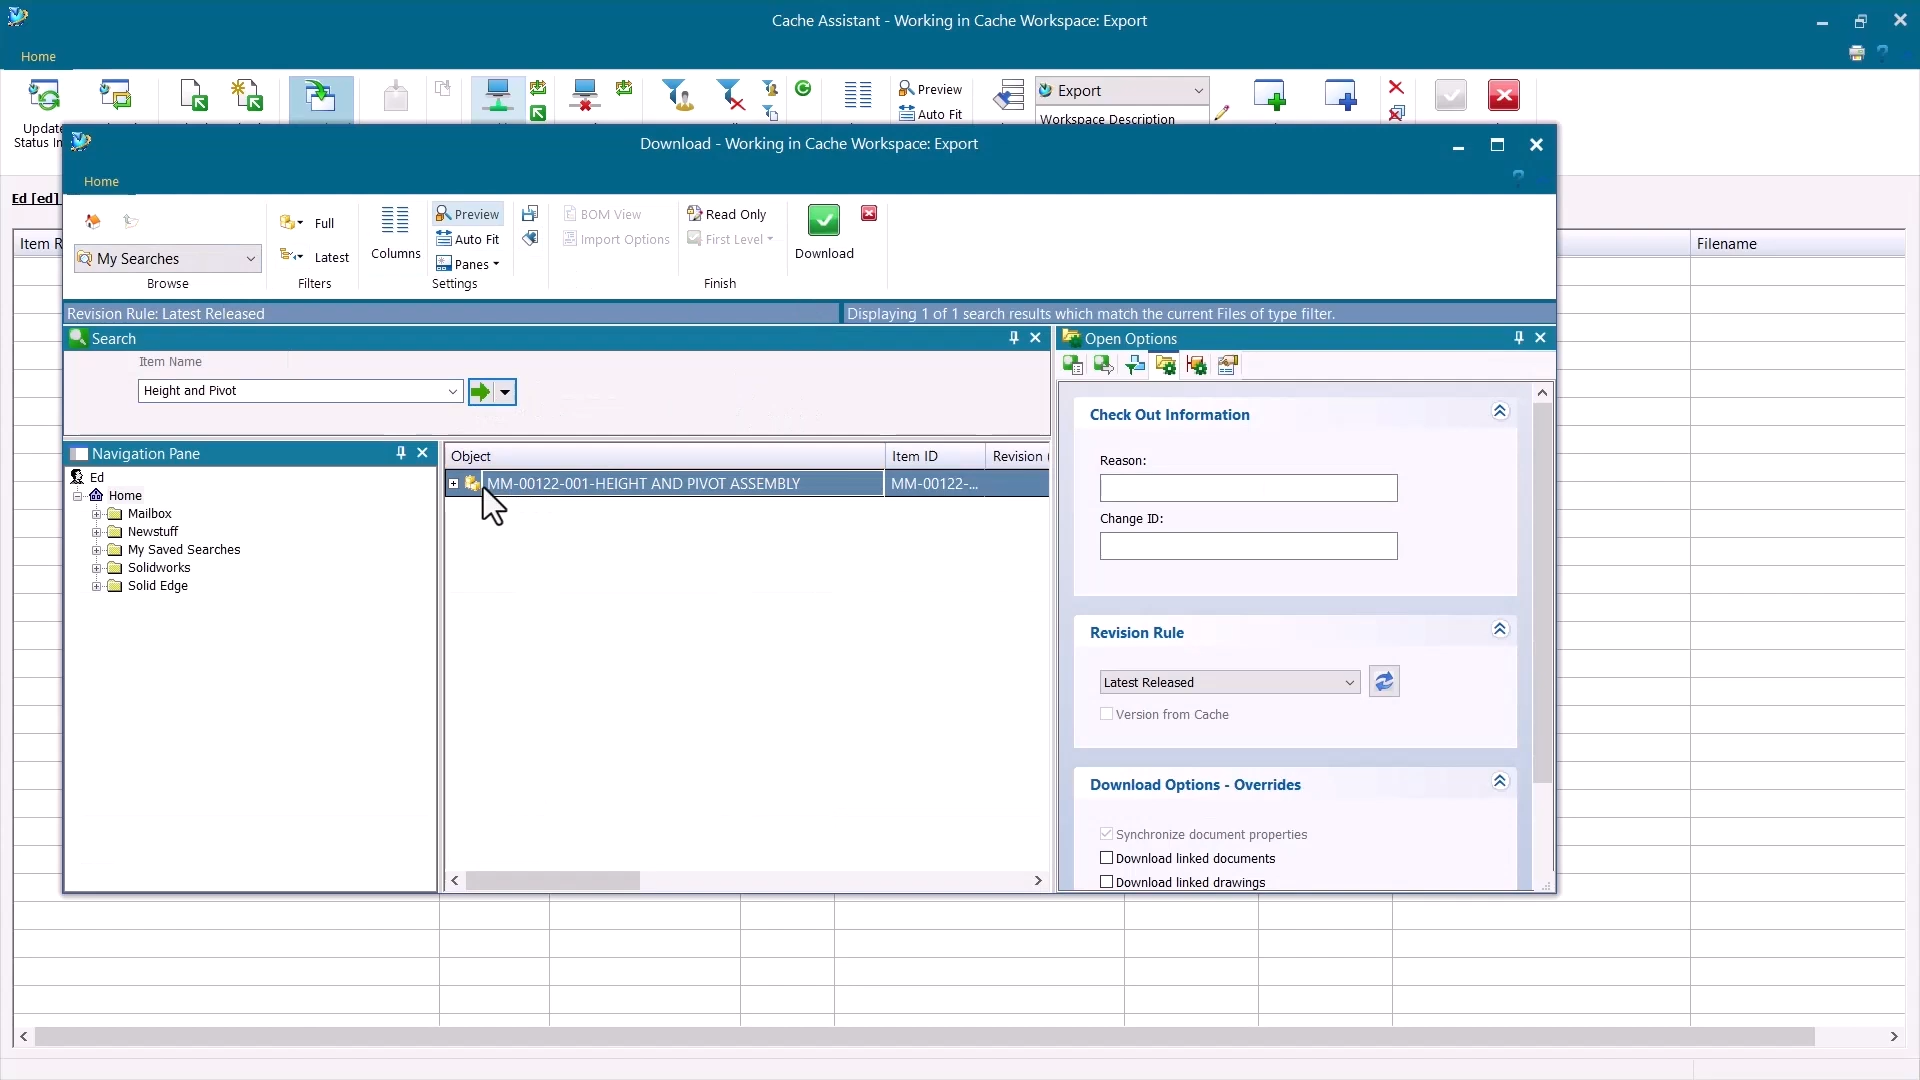 Cache Assistant - Working in Cache Workspace: Export
Home
Update
Status In
Preview
Auto Fit
Export
Workspace Description
Ed [ed]
Item R
Filename
Download - Working in Cache Workspace: Export
Home
My Searches
Browse
Full
Latest
Filters
Columns
Preview
Auto Fit
Panes
Settings
BOM View
Import Options
Read Only
First Level
Finish
Download
Revision Rule: Latest Released
Displaying 1 of 1 search results which match the current Files of type filter.
Search
Item Name
Height and Pivot
Navigation Pane
Ed
Home
Mailbox
Newstuff
My Saved Searches
Solidworks
Solid Edge
Object
Item ID
Revision
MM-00122-001-HEIGHT AND PIVOT ASSEMBLY
MM-00122-...
Open Options
Check Out Information
Reason:
Change ID:
Revision Rule
Latest Released
Version from Cache
Download Options - Overrides
Synchronize document properties
Download linked documents
Download linked drawings